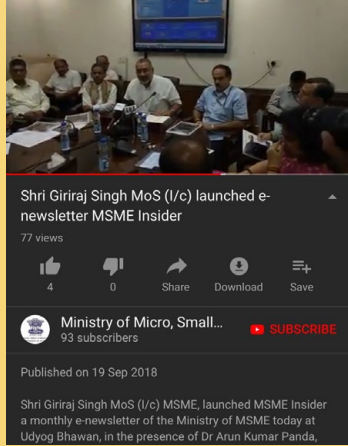 Shri Giriraj Singh MoS (I/c) launched e-
newsletter MSME Insider
77 views
4
0
Share
Download
Save
Ministry of Micro, Small...
93 subscribers
SUBSCRIBE
Published on 19 Sep 2018
Shri Giriraj Singh MoS (I/c) MSME, launched MSME Insider
a monthly e-newsletter of the Ministry of MSME today at
Udyog Bhawan, in the presence of Dr Arun Kumar Panda,